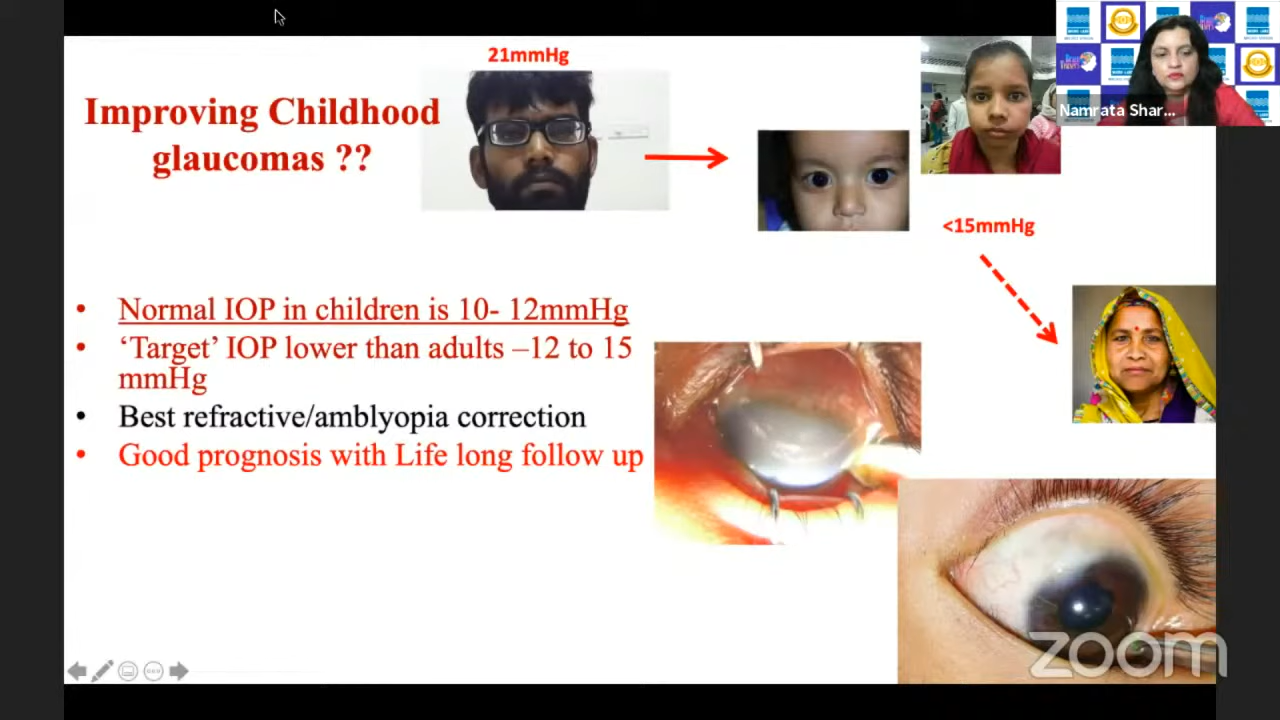 21mmHg
Improving Childhood
glaucomas ??
Namrata Shar...
<15mmHg
• Normal IOP in children is 10- 12mmHg
• ‘Target’ IOP lower than adults –12 to 15
mmHg
• Best refractive/amblyopia correction
• Good prognosis with Life long follow up
zoom